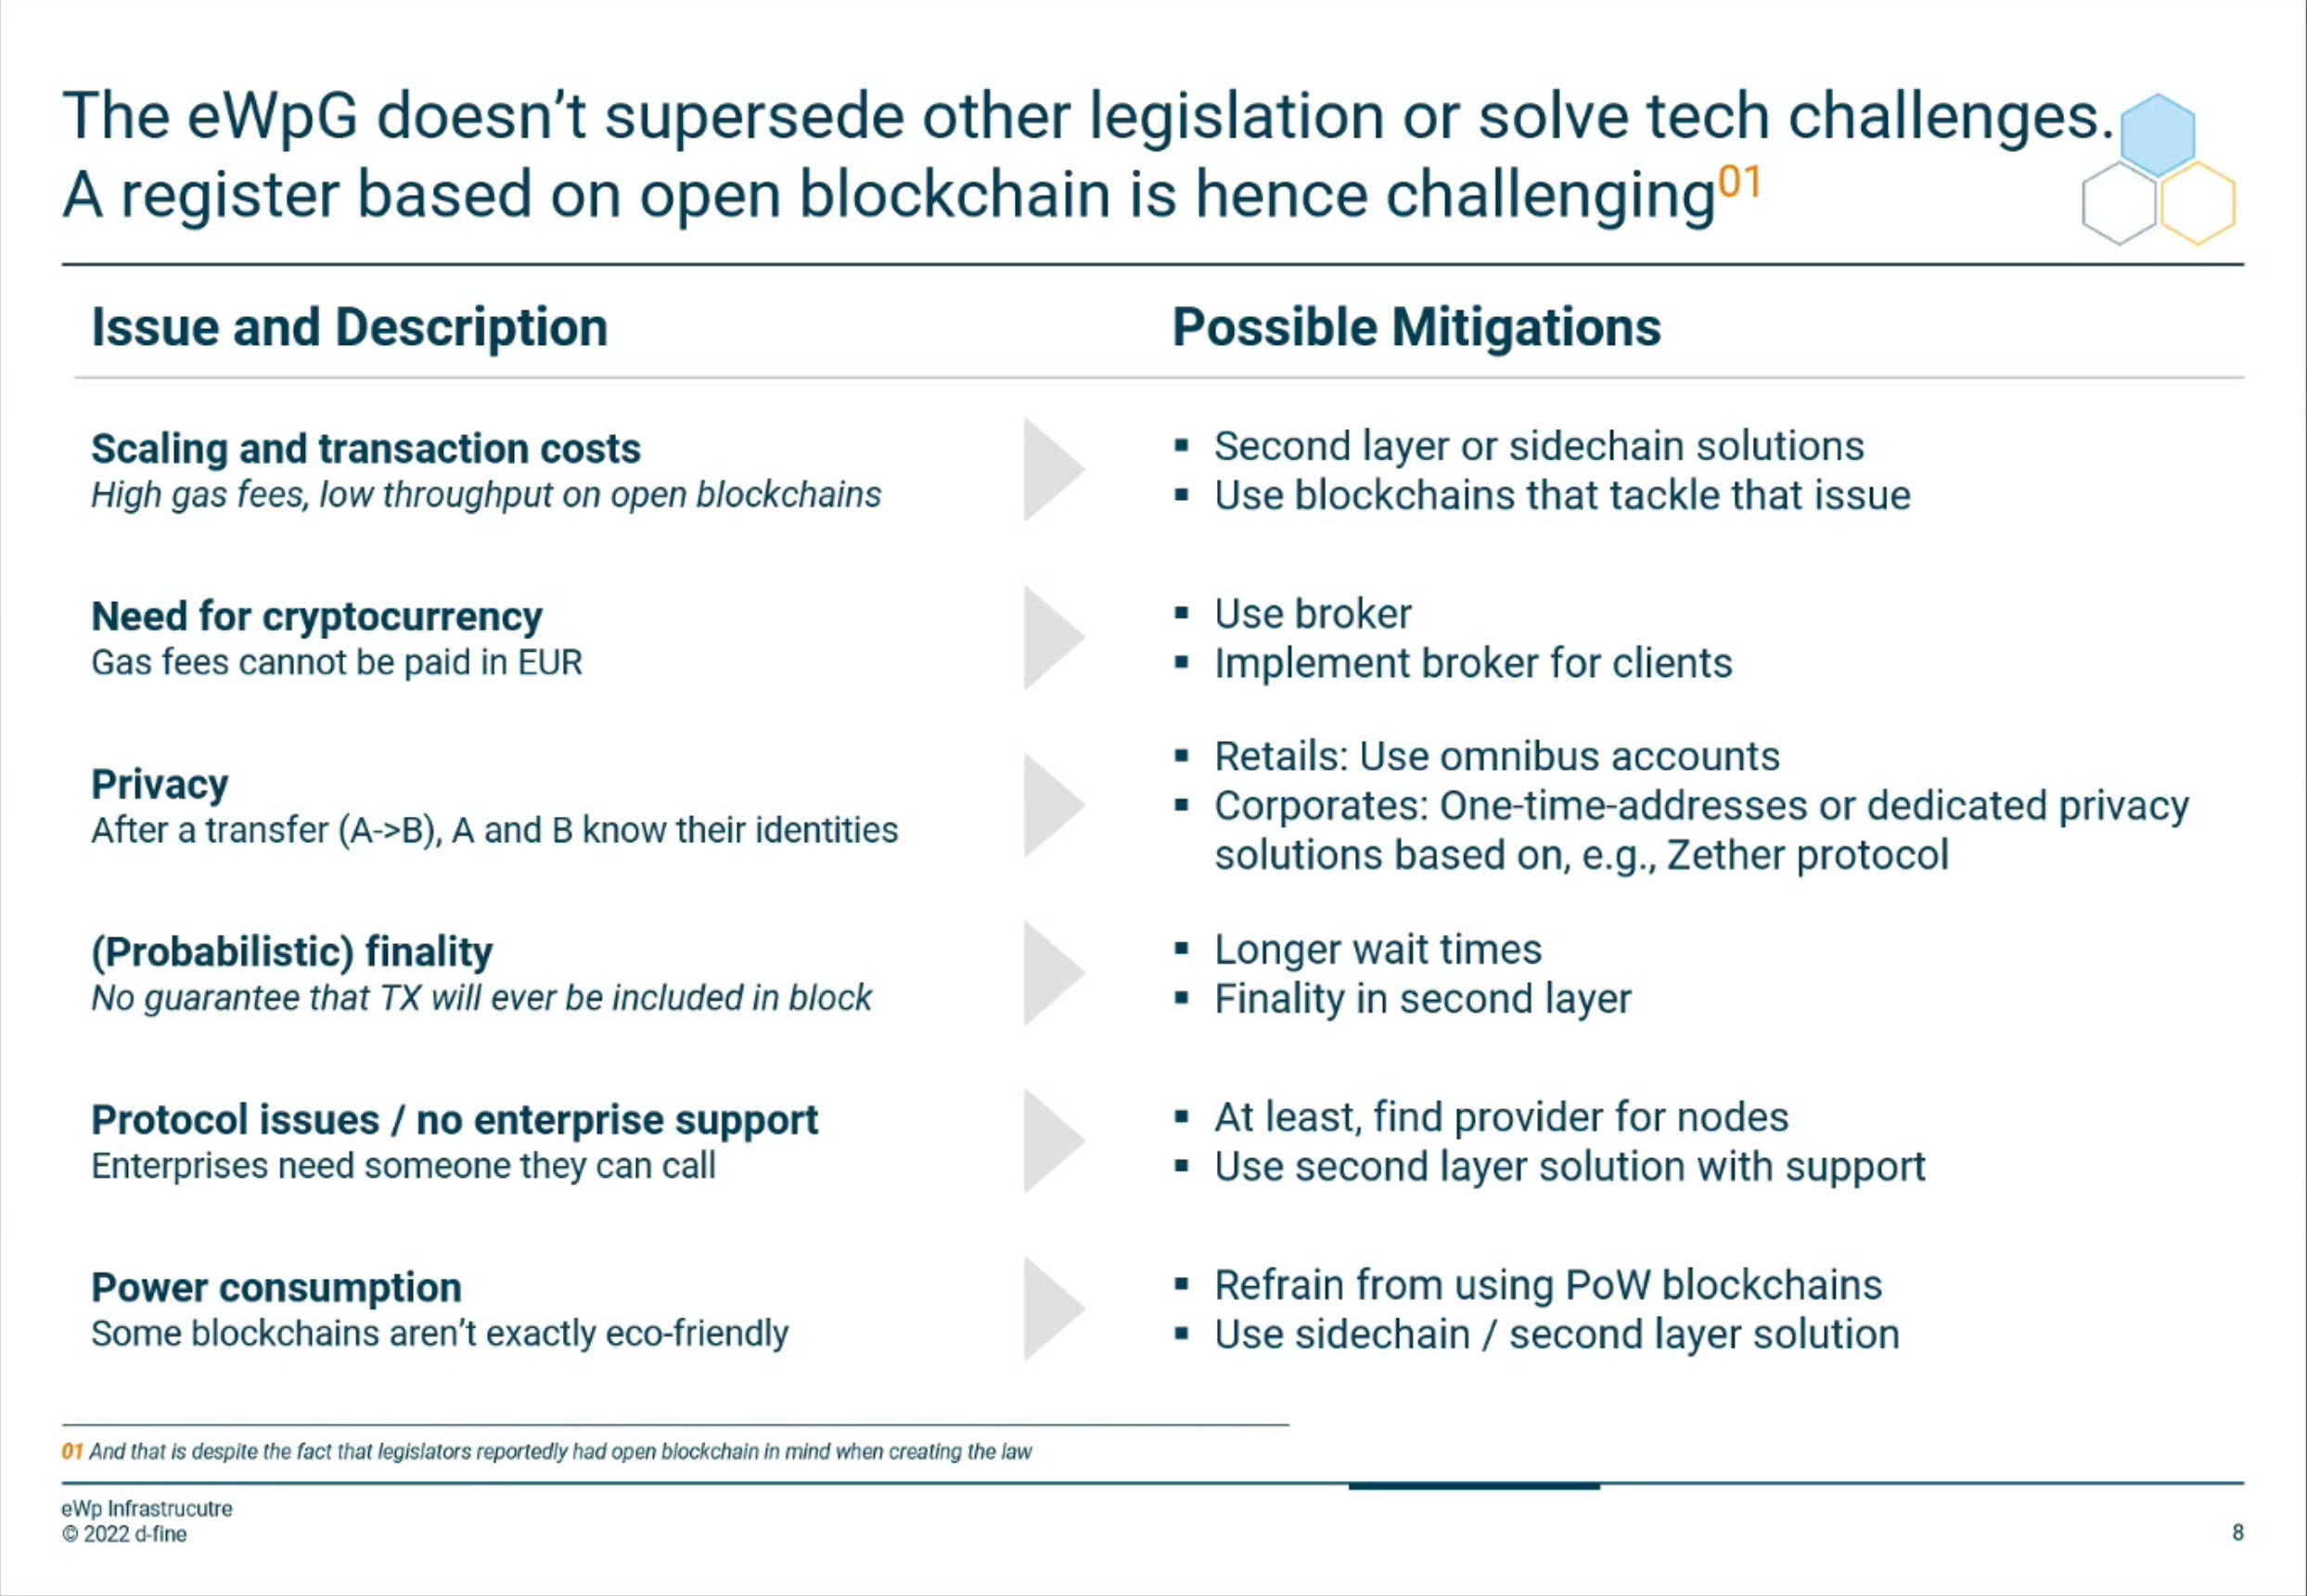 The eWpG doesn’t supersede other legislation or solve tech challenges.
A register based on open blockchain is hence challenging01
Issue and Description
Possible Mitigations
Scaling and transaction costs
High gas fees, low throughput on open blockchains
▪ Second layer or sidechain solutions
▪ Use blockchains that tackle that issue
Need for cryptocurrency
Gas fees cannot be paid in EUR
▪ Use broker
▪ Implement broker for clients
Privacy
After a transfer (A->B), A and B know their identities
▪ Retails: Use omnibus accounts
▪ Corporates: One-time-addresses or dedicated privacy
solutions based on, e.g., Zether protocol
(Probabilistic) finality
No guarantee that TX will ever be included in block
▪ Longer wait times
▪ Finality in second layer
Protocol issues / no enterprise support
Enterprises need someone they can call
▪ At least, find provider for nodes
▪ Use second layer solution with support
Power consumption
Some blockchains aren’t exactly eco-friendly
▪ Refrain from using PoW blockchains
▪ Use sidechain / second layer solution
01 And that is despite the fact that legislators reportedly had open blockchain in mind when creating the law
eWp Infrastrucutre
© 2022 d-fine
8